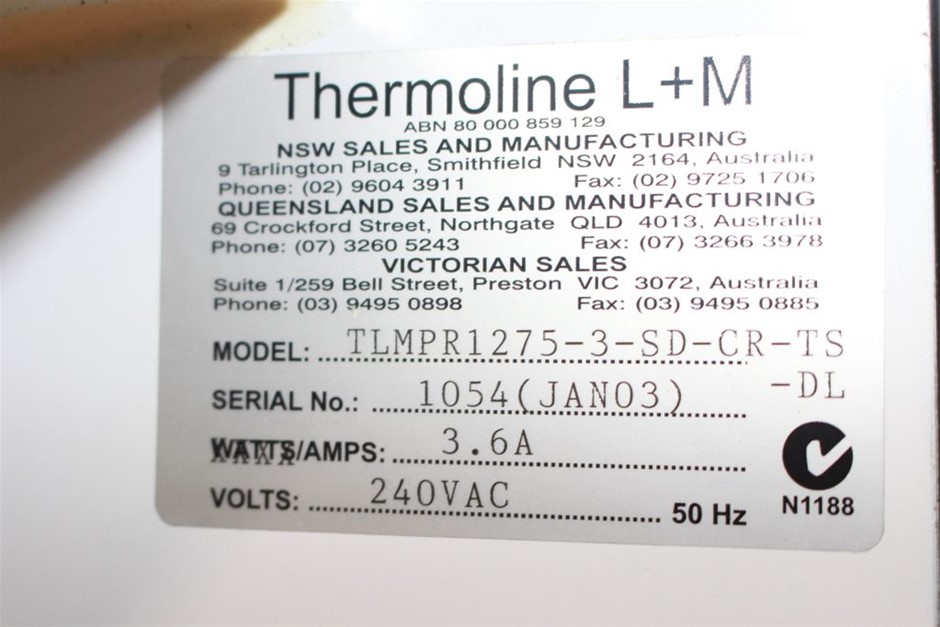 Thermoline L+M
ABN 80 000 859 129
NSW SALES AND MANUFACTURING
9 Tarlington Place, Smithfield NSW 2164, Australia
Phone: (02) 9604 3911 Fax: (02) 9725 1706
QUEENSLAND SALES AND MANUFACTURING
69 Crockford Street, Northgate QLD 4013, Australia
Phone: (07) 3260 5243 Fax: (07) 3266 3978
VICTORIAN SALES
Suite 1/259 Bell Street, Preston VIC 3072, Australia
Phone: (03) 9495 0898 Fax: (03) 9495 0885
MODEL: TLMPR1275-3-SD-CR-TS
-DL
SERIAL No.: 1054(JAN03)
WATTS/AMPS: 3.6A
VOLTS: 240VAC 50 Hz
N1188